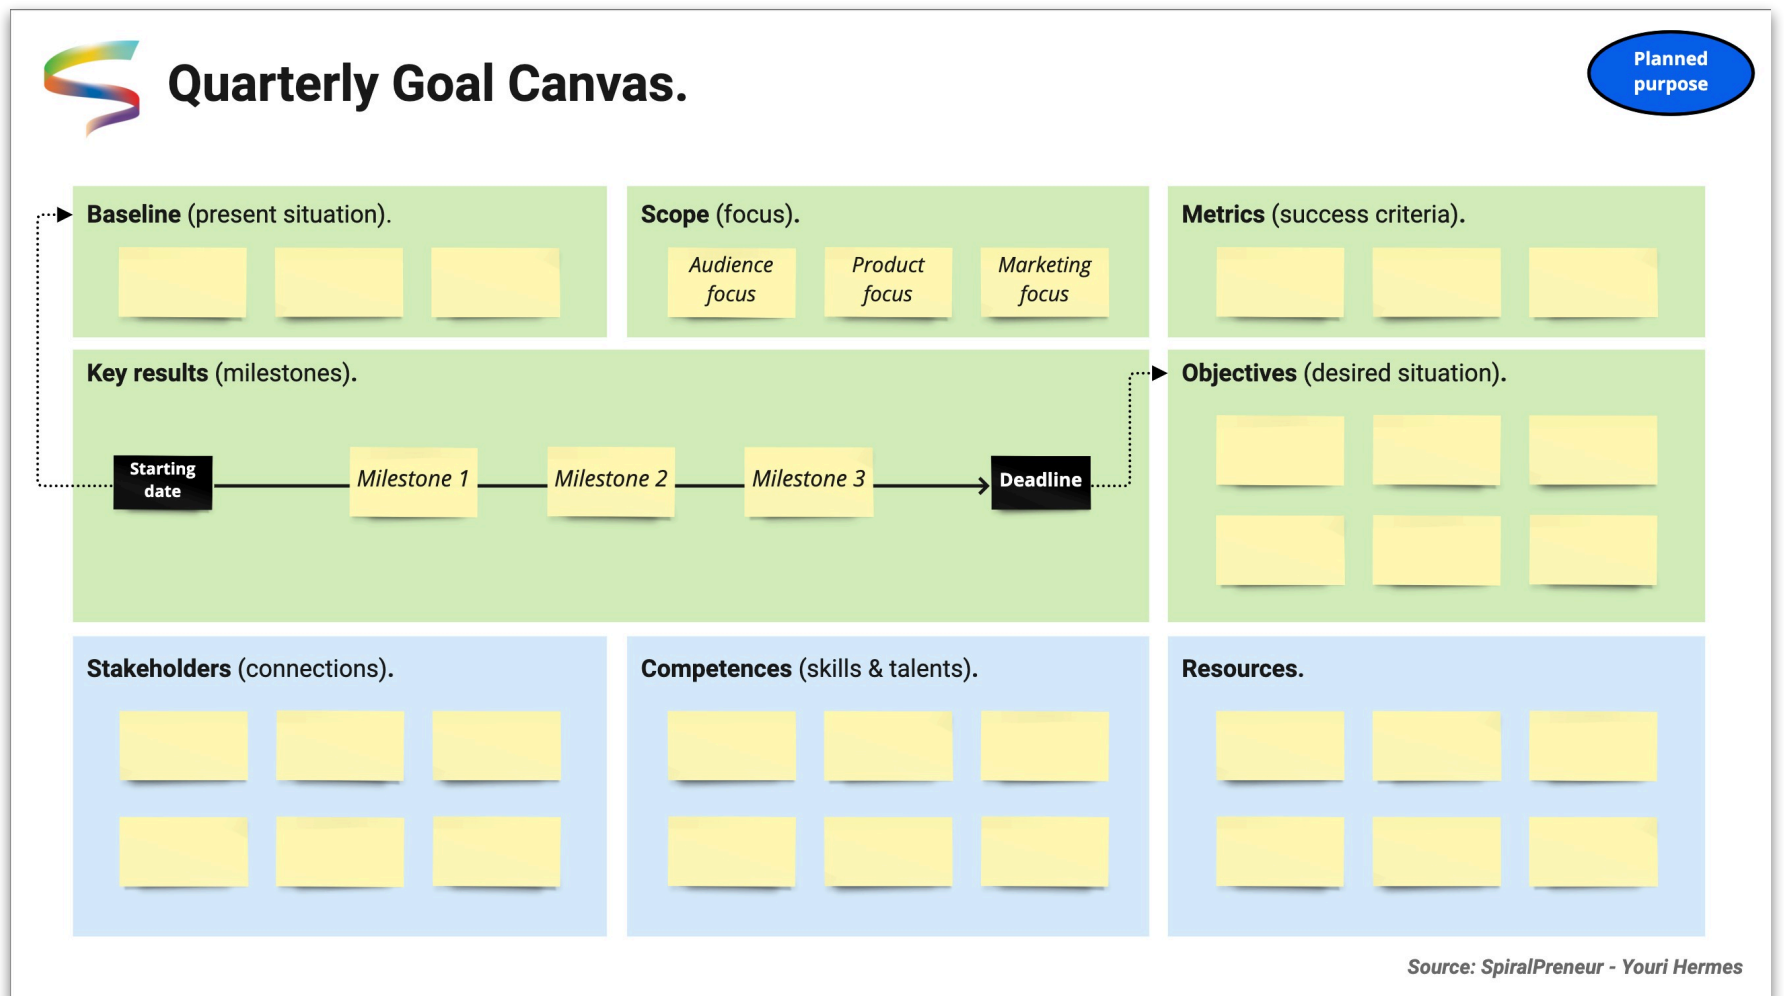 Quarterly Goal Canvas.
Planned
purpose
Baseline (present situation).
Scope (focus).
Audience
focus
Product
focus
Marketing
focus
Metrics (success criteria).
Key results (milestones).
Starting
date
Milestone 1
Milestone 2
Milestone 3
Deadline
Objectives (desired situation).
Stakeholders (connections).
Competences (skills & talents).
Resources.
Source: SpiralPreneur - Youri Hermes